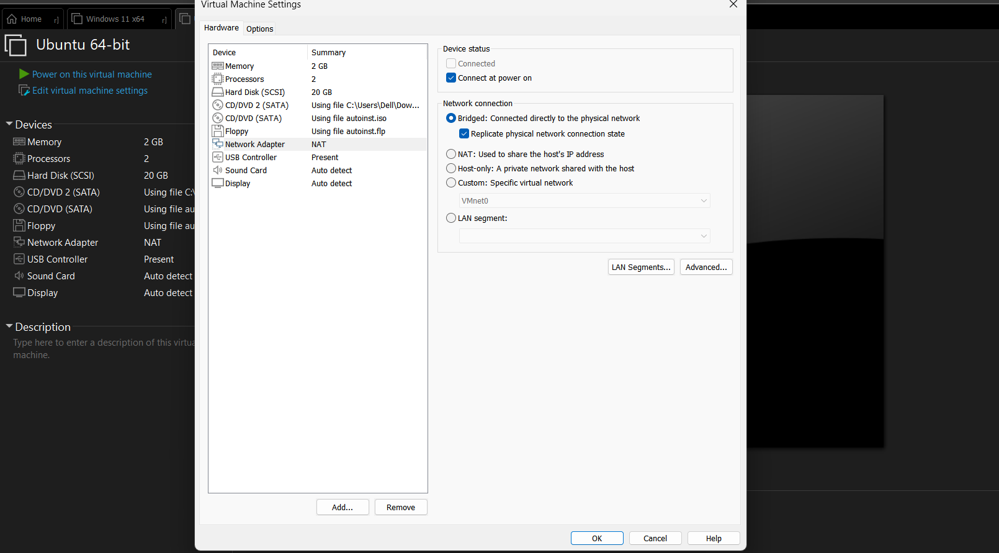 Virtual Machine Settings
Home
Windows 11 x64
Ubuntu 64-bit
Power on this virtual machine
Edit virtual machine settings
Devices
Memory 2 GB
Processors 2
Hard Disk (SCSI) 20 GB
CD/DVD 2 (SATA) Using file C:\
CD/DVD (SATA) Using file au
Floppy Using file au
Network Adapter NAT
USB Controller Present
Sound Card Auto detect
Display Auto detect
Description
Type here to enter a description of this virtua
machine.
Hardware Options
Device Summary
Memory 2 GB
Processors 2
Hard Disk (SCSI) 20 GB
CD/DVD 2 (SATA) Using file C:\Users\Dell\Dow...
CD/DVD (SATA) Using file autoinst.iso
Floppy Using file autoinst.flp
Network Adapter NAT
USB Controller Present
Sound Card Auto detect
Display Auto detect
Add... Remove
Device status
Connected
Connect at power on
Network connection
Bridged: Connected directly to the physical network
Replicate physical network connection state
NAT: Used to share the host's IP address
Host-only: A private network shared with the host
Custom: Specific virtual network
VMnet0
LAN segment:
LAN Segments... Advanced...
OK Cancel Help